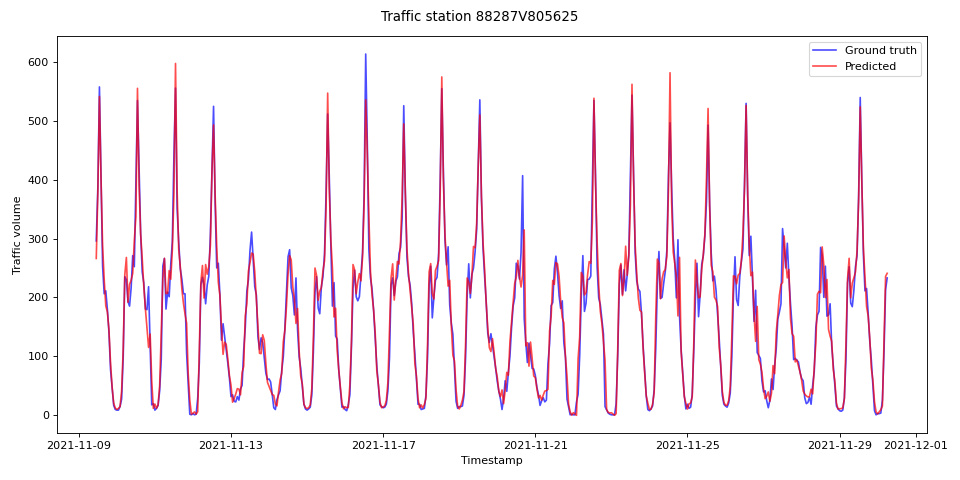 Traffic station 88287V805625
Ground truth
Predicted
Traffic volume
600
500
400
300
200
100
0
2021-11-09
2021-11-13
2021-11-17
2021-11-21
2021-11-25
2021-11-29
2021-12-01
Timestamp